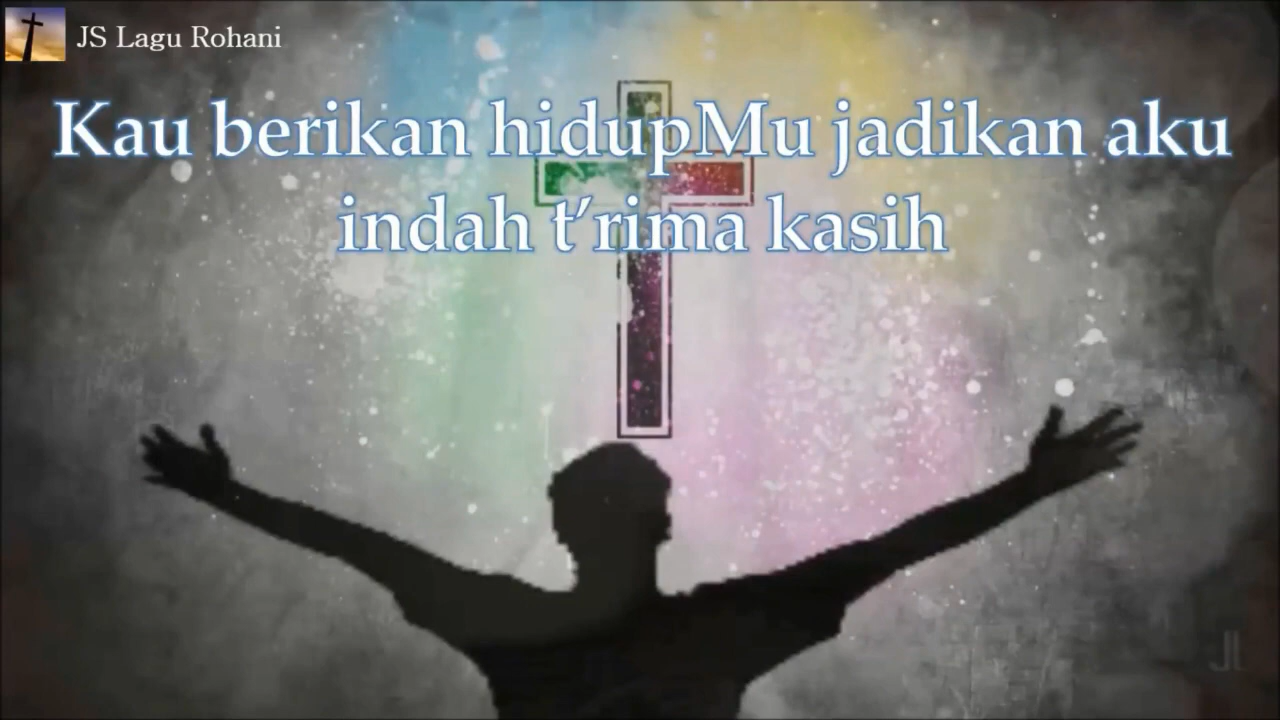 JS Lagu Rohani
Kau berikan hidupMu jadikan aku
indah t’rima kasih